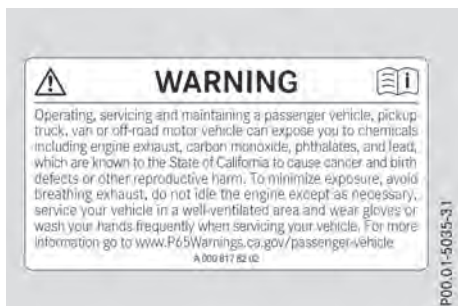 WARNING
Operating, servicing and maintaining a passenger vehicle, pickup
truck, van or off-road motor vehicle can expose you to chemicals
including engine exhaust, carbon monoxide, phthalates, and lead,
which are known to the State of California to cause cancer and birth
defects or other reproductive harm. To minimize exposure, avoid
breathing exhaust, do not idle the engine except as necessary,
service your vehicle in a well-ventilated area and wear gloves or
wash your hands frequently when servicing your vehicle. For more
information go to www.P65Warnings.ca.gov/passenger-vehicle
A 000 817 82 02
P00.01-5035-31